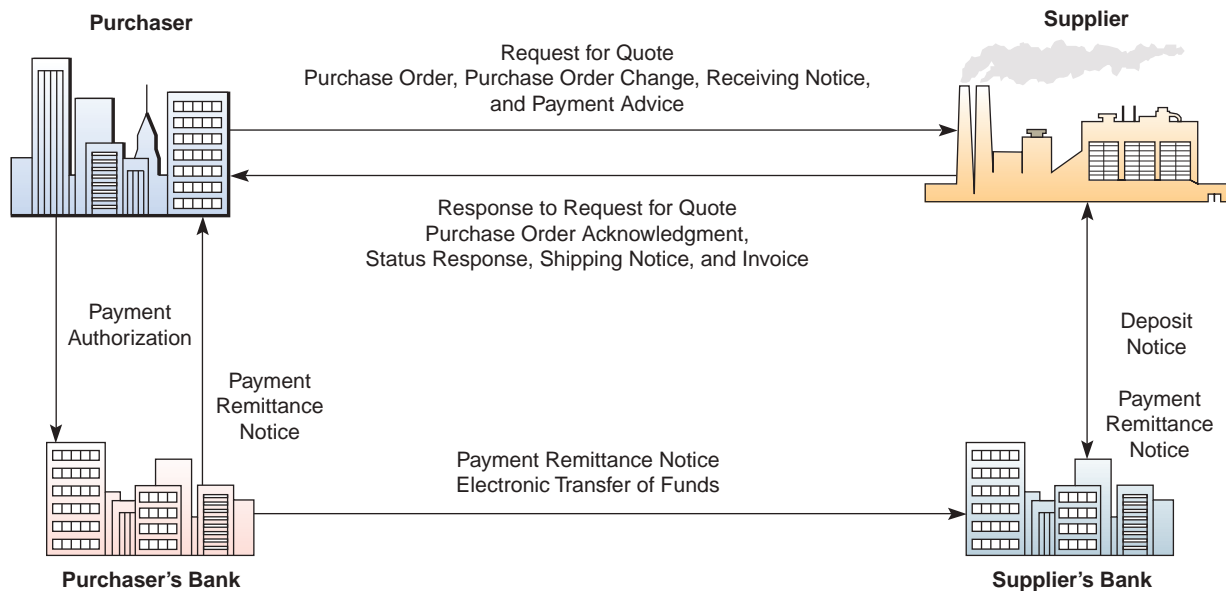 Purchaser
Supplier
Request for Quote
Purchase Order, Purchase Order Change, Receiving Notice,
and Payment Advice
Response to Request for Quote
Purchase Order Acknowledgment,
Status Response, Shipping Notice, and Invoice
Payment
Authorization
Payment
Remittance
Notice
Deposit
Notice
Payment
Remittance
Notice
Payment Remittance Notice
Electronic Transfer of Funds
Purchaser's Bank
Supplier's Bank